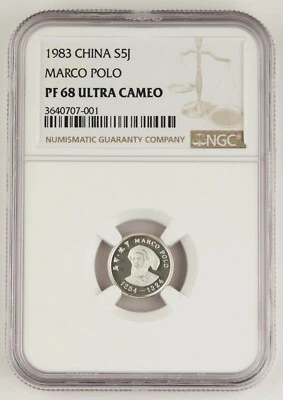 1983 CHINA S5J
MARCO POLO
PF 68 ULTRA CAMEO
3640707-001
NUMISMATIC GUARANTY COMPANY
NGC
马可·波罗 MARCO POLO
1254-1324